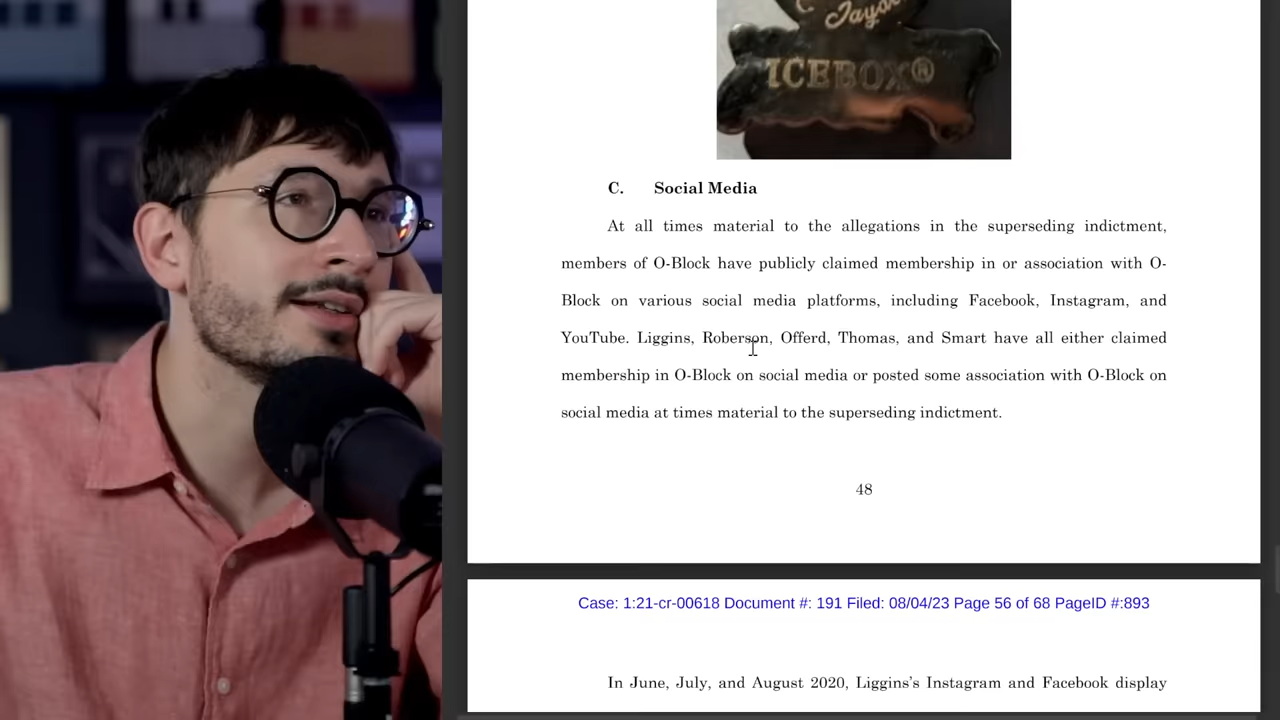 Jayon
ICEBOX®
C. Social Media
At all times material to the allegations in the superseding indictment,
members of O-Block have publicly claimed membership in or association with O-
Block on various social media platforms, including Facebook, Instagram, and
YouTube. Liggins, Roberson, Offerd, Thomas, and Smart have all either claimed
membership in O-Block on social media or posted some association with O-Block on
social media at times material to the superseding indictment.
48
Case: 1:21-cr-00618 Document #: 191 Filed: 08/04/23 Page 56 of 68 PageID #:893
In June, July, and August 2020, Liggins's Instagram and Facebook display